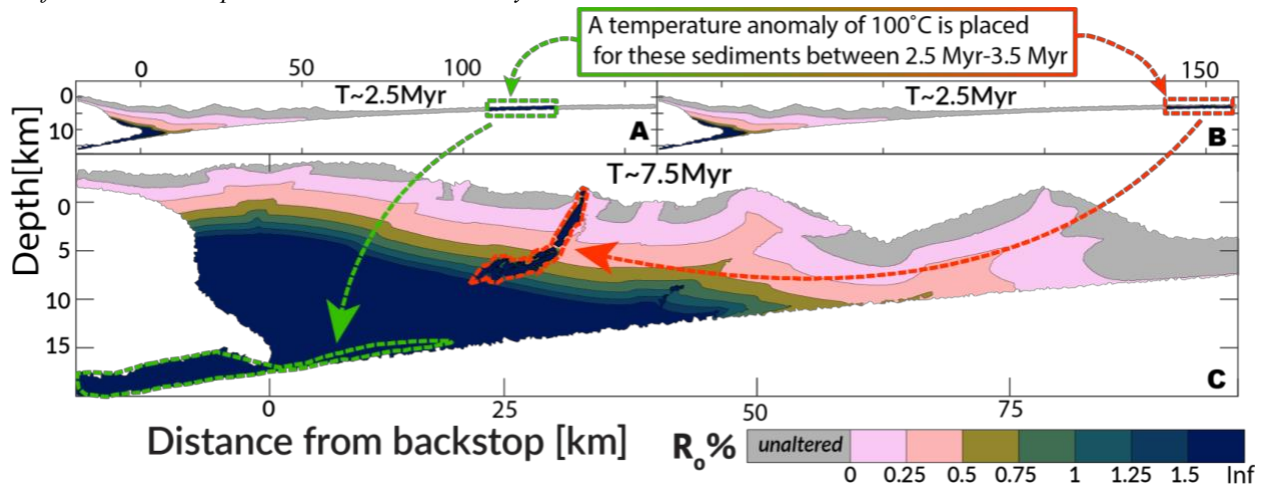 A temperature anomaly of 100˚C is placed
for these sediments between 2.5 Myr-3.5 Myr
0 50 100 150
T~2.5Myr T~2.5Myr
0
10
A B
T~7.5Myr
Depth[km]
0
5
10
15
C
0 25 50 75
Distance from backstop [km]
Ro% unaltered
0 0.25 0.5 0.75 1 1.25 1.5 Inf